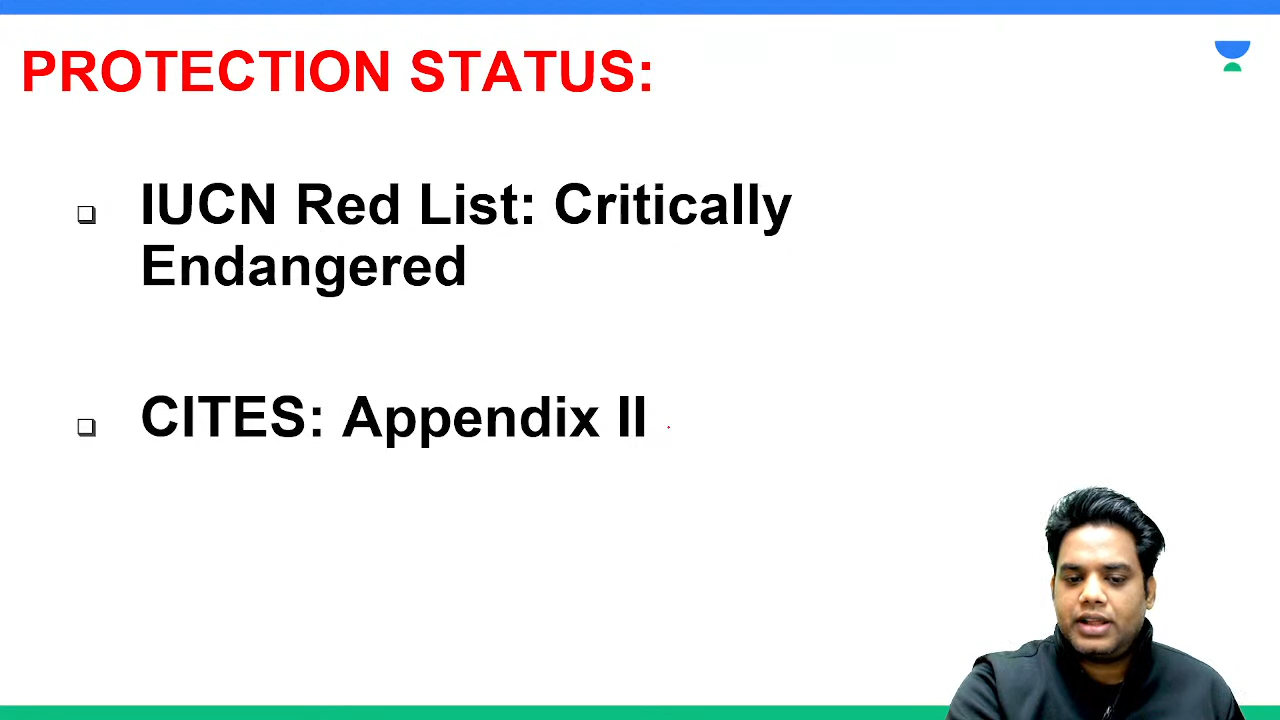 PROTECTION STATUS:
IUCN Red List: Critically
Endangered
CITES: Appendix II